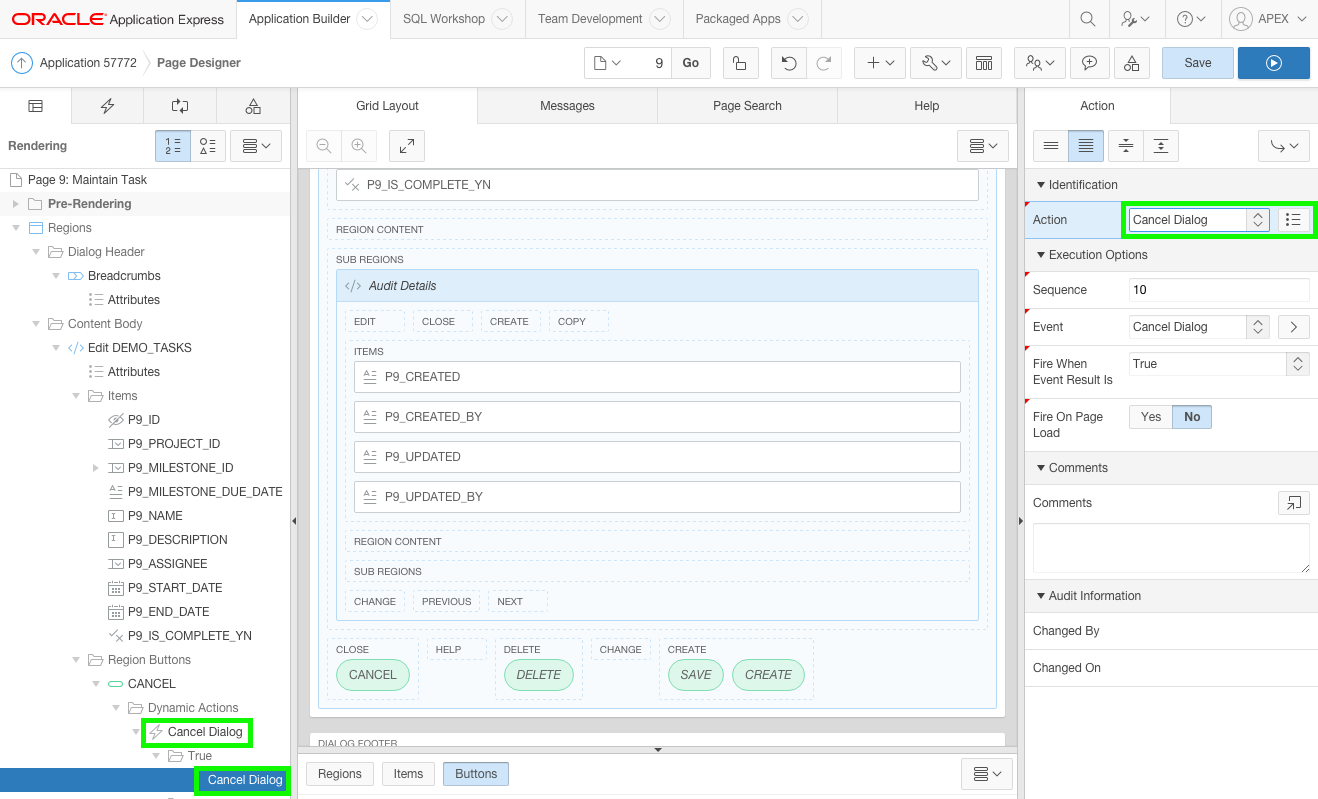 ORACLE Application Express
Application Builder
SQL Workshop
Team Development
Packaged Apps
APEX
Application 57772
Page Designer
9
Go
Save
Rendering
Page 9: Maintain Task
Pre-Rendering
Regions
Dialog Header
Breadcrumbs
Attributes
Content Body
Edit DEMO_TASKS
Attributes
Items
P9_ID
P9_PROJECT_ID
P9_MILESTONE_ID
P9_MILESTONE_DUE_DATE
P9_NAME
P9_DESCRIPTION
P9_ASSIGNEE
P9_START_DATE
P9_END_DATE
P9_IS_COMPLETE_YN
Region Buttons
CANCEL
Dynamic Actions
Cancel Dialog
True
Cancel Dialog
Grid Layout
Messages
Page Search
Help
P9_IS_COMPLETE_YN
REGION CONTENT
SUB REGIONS
Audit Details
EDIT
CLOSE
CREATE
COPY
ITEMS
P9_CREATED
P9_CREATED_BY
P9_UPDATED
P9_UPDATED_BY
REGION CONTENT
SUB REGIONS
CHANGE
PREVIOUS
NEXT
CLOSE
HELP
DELETE
CHANGE
CREATE
CANCEL
DELETE
SAVE
CREATE
DIALOG FOOTER
Regions
Items
Buttons
Action
Identification
Action
Cancel Dialog
Execution Options
Sequence
10
Event
Cancel Dialog
Fire When
Event Result Is
True
Fire On Page
Load
Yes
No
Comments
Comments
Audit Information
Changed By
Changed On